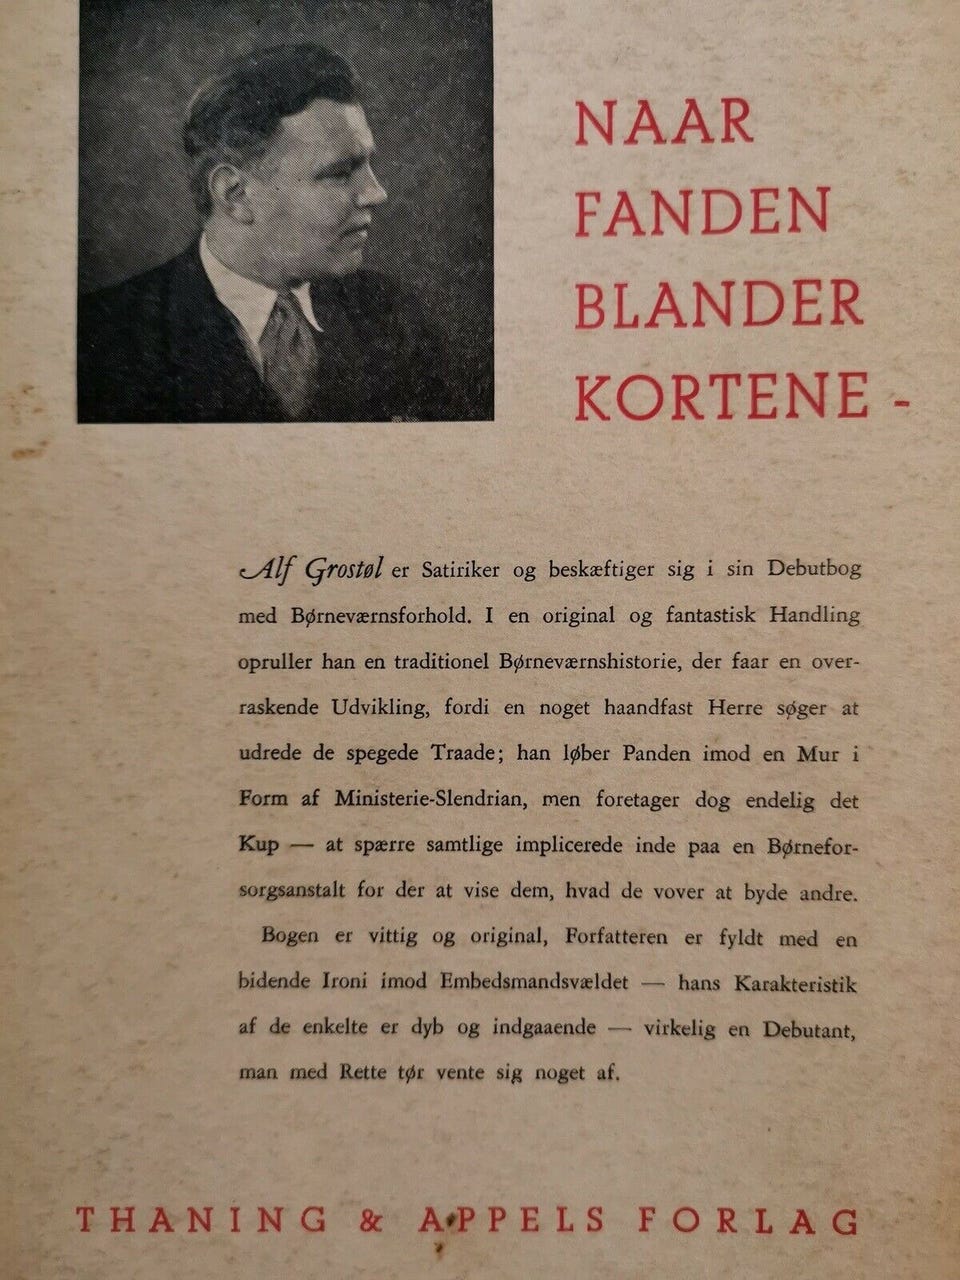 NAAR
FANDEN
BLANDER
KORTENE -
Alf Grostøl er Satiriker og beskæftiger sig i sin Debutbog
med Børneværnsforhold. I en original og fantastisk Handling
opruller han en traditionel Børneværnshistorie, der faar en over-
raskende Udvikling, fordi en noget haandfast Herre søger at
udrede de spegede Traade; han løber Panden imod en Mur i
Form af Ministerie-Slendrian, men foretager dog endelig det
Kup — at spærre samtlige implicerede inde paa en Børnefor-
sorgsanstalt for der at vise dem, hvad de vover at byde andre.
Bogen er vittig og original, Forfatteren er fyldt med en
bidende Ironi imod Embedsmandsvældet — hans Karakteristik
af de enkelte er dyb og indgaaende — virkelig en Debutant,
man med Rette tør vente sig noget af.
THANING & APPELS FORLAG